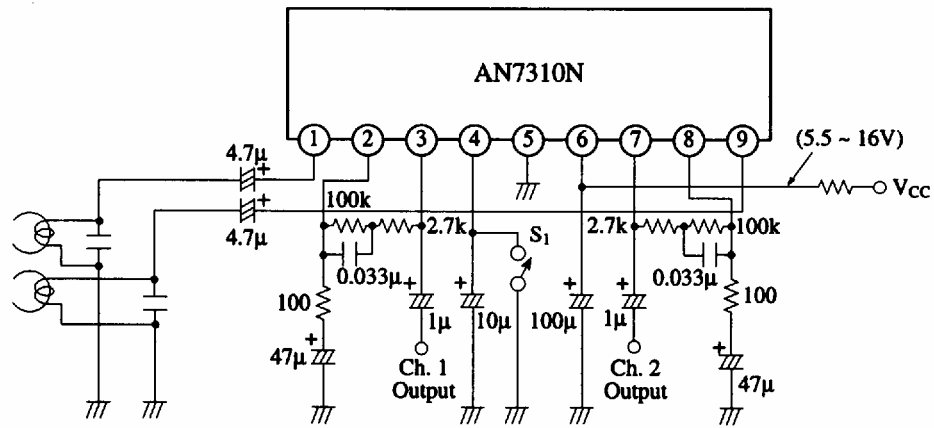 AN7310N
1 2 3 4 5 6 7 8 9
(5.5 ~ 16V)
4.7μ +
+
4.7μ
VCC
100k
2.7k
0.033μ
S1
2.7k
100k
0.033μ
100
+
1μ
+
10μ
+
100μ
+
1μ
100
+
47μ
Ch. 1
Output
Ch. 2
Output
+
47μ